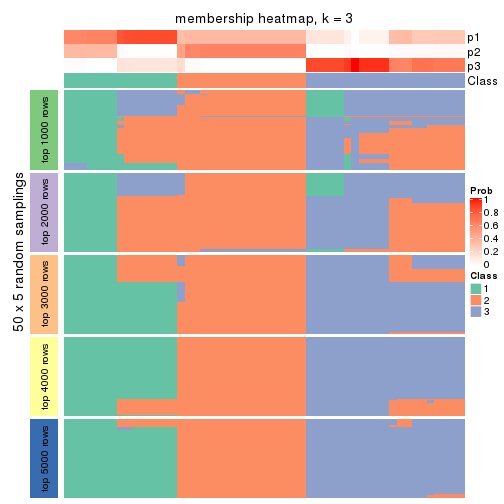 membership heatmap, k = 3
p1
p2
p3
Class
50 x 5 random samplings
top 1000 rows
top 2000 rows
top 3000 rows
top 4000 rows
top 5000 rows
Prob
1
0.8
0.6
0.4
0.2
0
Class
1
2
3